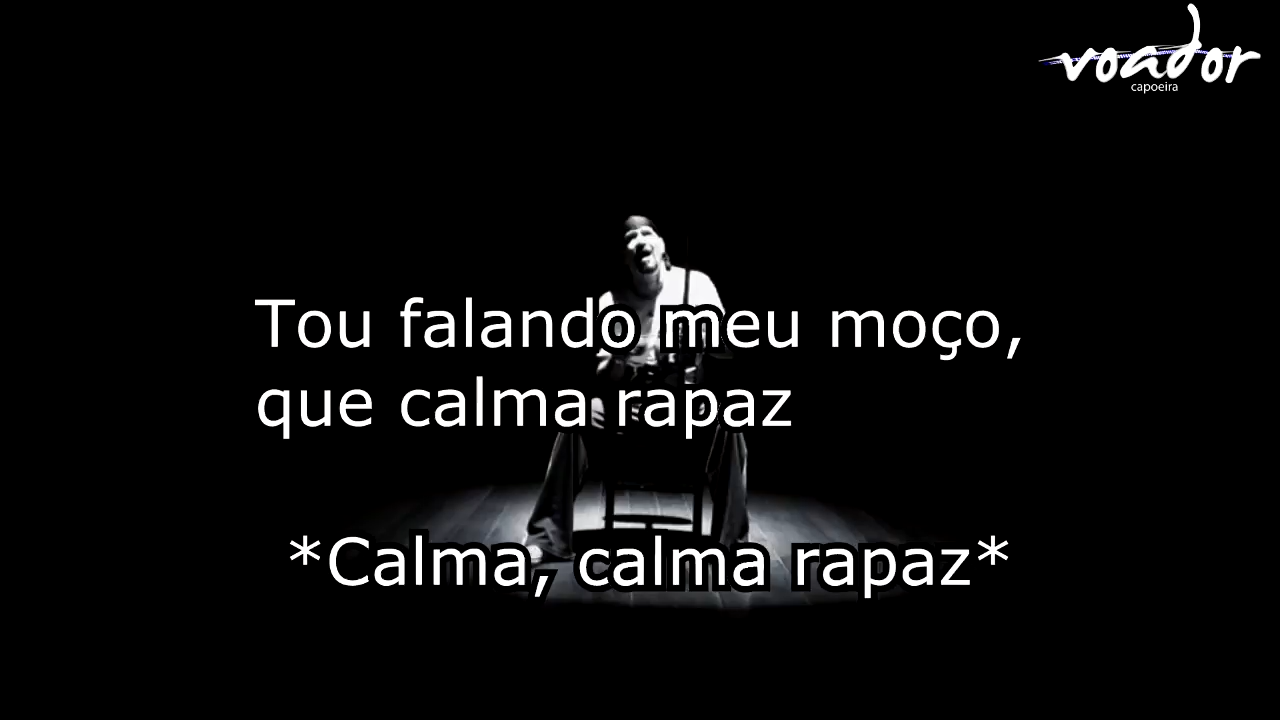 voador
capoeira
Tou falando meu moço,
que calma rapaz
*Calma, calma rapaz*